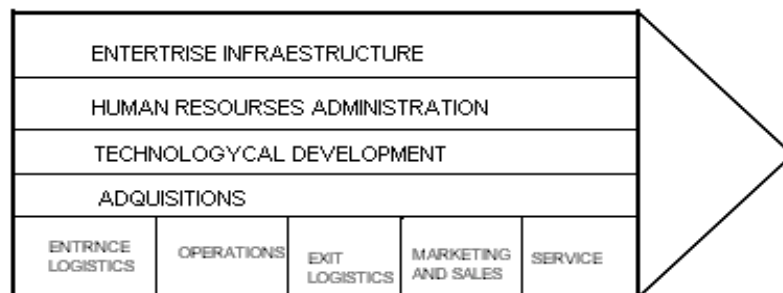 ENTERTRISE INFRAESTRUCTURE
HUMAN RESOURSES ADMINISTRATION
TECHNOLOGYCAL DEVELOPMENT
ADQUISITIONS
ENTRNCE
LOGISTICS
OPERATIONS
EXIT
LOGISTICS
MARKETING
AND SALES
SERVICE